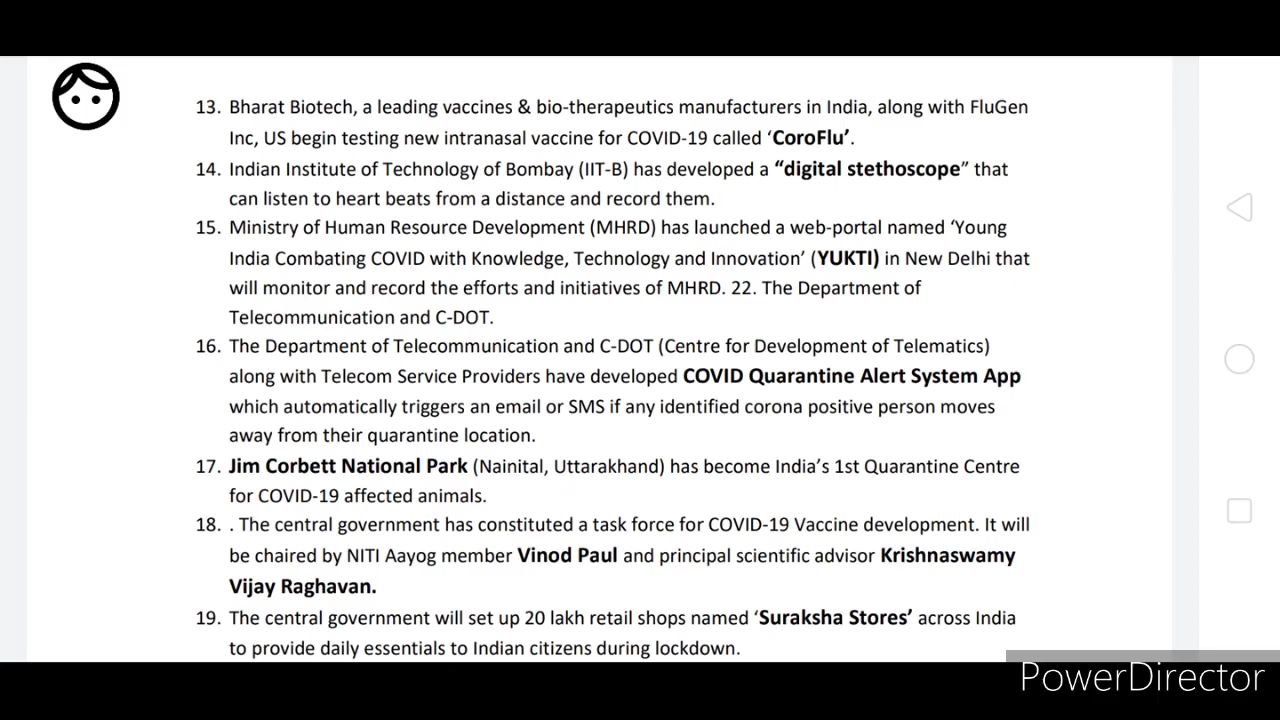 13. Bharat Biotech, a leading vaccines & bio-therapeutics manufacturers in India, along with FluGen
Inc, US begin testing new intranasal vaccine for COVID-19 called ‘CoroFlu’.
14. Indian Institute of Technology of Bombay (IIT-B) has developed a “digital stethoscope” that
can listen to heart beats from a distance and record them.
15. Ministry of Human Resource Development (MHRD) has launched a web-portal named ‘Young
India Combating COVID with Knowledge, Technology and Innovation’ (YUKTI) in New Delhi that
will monitor and record the efforts and initiatives of MHRD. 22. The Department of
Telecommunication and C-DOT.
16. The Department of Telecommunication and C-DOT (Centre for Development of Telematics)
along with Telecom Service Providers have developed COVID Quarantine Alert System App
which automatically triggers an email or SMS if any identified corona positive person moves
away from their quarantine location.
17. Jim Corbett National Park (Nainital, Uttarakhand) has become India’s 1st Quarantine Centre
for COVID-19 affected animals.
18. . The central government has constituted a task force for COVID-19 Vaccine development. It will
be chaired by NITI Aayog member Vinod Paul and principal scientific advisor Krishnaswamy
Vijay Raghavan.
19. The central government will set up 20 lakh retail shops named ‘Suraksha Stores’ across India
to provide daily essentials to Indian citizens during lockdown.
PowerDirector